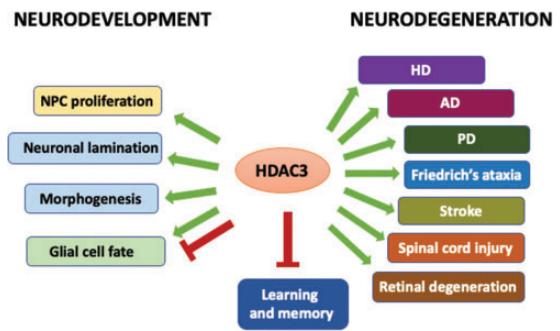 NEURODEVELOPMENT
NEURODEGENERATION
NPC proliferation
Neuronal lamination
Morphogenesis
Glial cell fate
HDAC3
Learning
and memory
HD
AD
PD
Friedrich's ataxia
Stroke
Spinal cord injury
Retinal degeneration